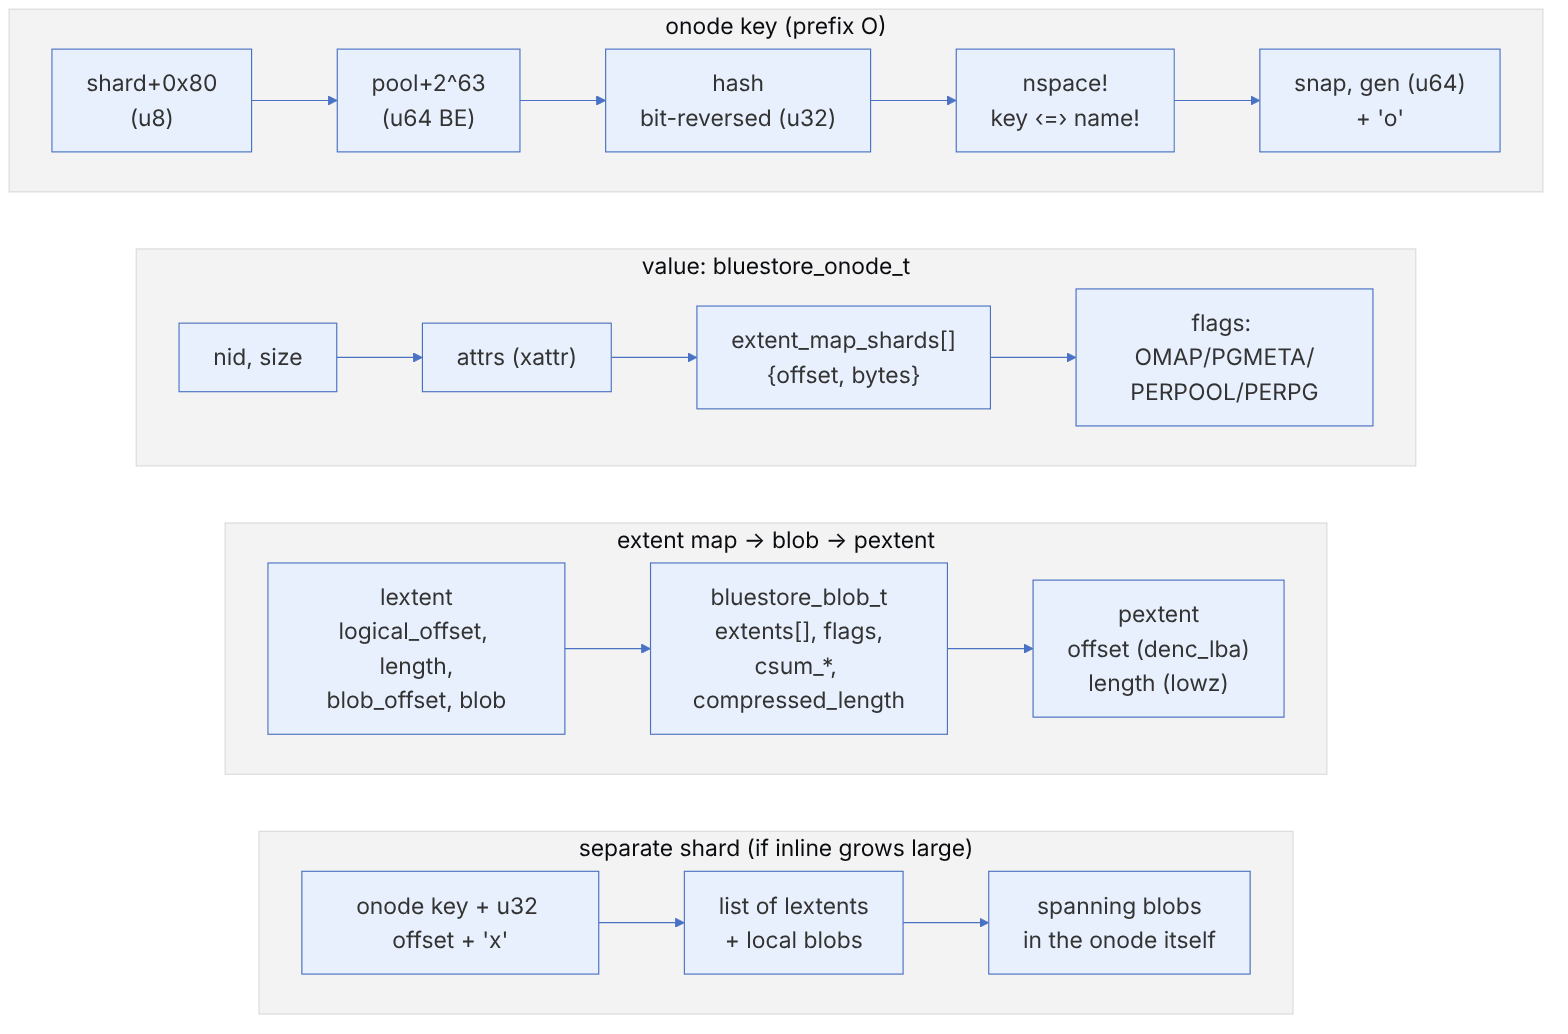 onode key (prefix O)
shard+0x80
(u8)
pool+2^63
(u64 BE)
hash
bit-reversed (u32)
nspace!
key ‹=› name!
snap, gen (u64)
+ 'o'
value: bluestore_onode_t
nid, size
attrs (xattr)
extent_map_shards[]
{offset, bytes}
flags:
OMAP/PGMETA/
PERPOOL/PERPG
extent map → blob → pextent
lextent
logical_offset,
length,
blob_offset, blob
bluestore_blob_t
extents[], flags,
csum_*,
compressed_length
pextent
offset (denc_lba)
length (lowz)
separate shard (if inline grows large)
onode key + u32
offset + 'x'
list of lextents
+ local blobs
spanning blobs
in the onode itself